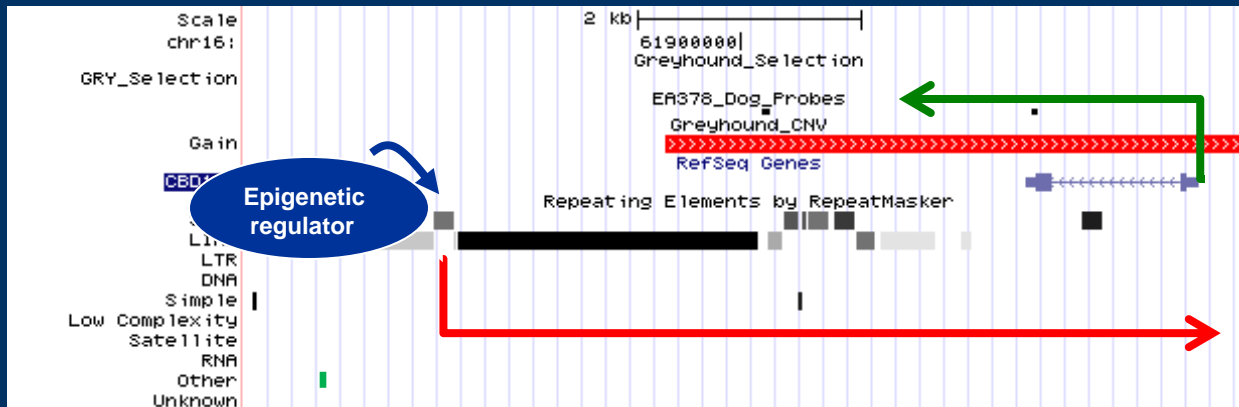 Scale 2 kb
chr16: 61900000|
Greyhound_Selection
GRY_Selection
EA378_Dog_Probes
Greyhound_CNV
Gain
RefSeq Genes
Epigenetic
regulator
Repeating Elements by RepeatMasker
LTR
DNA
Simple
Low Complexity
Satellite
RNA
Other
Unknown